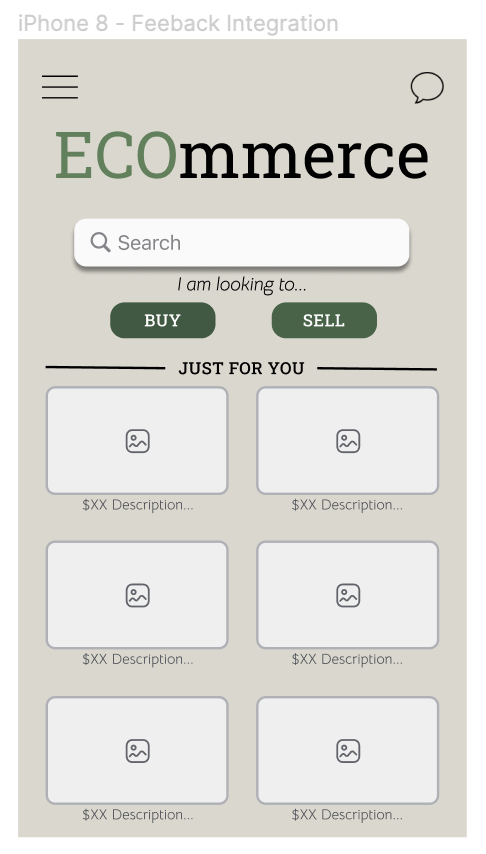 iPhone 8 - Feeback Integration
ECOmmerce
Search
I am looking to...
BUY SELL
JUST FOR YOU
$XX Description... $XX Description...
$XX Description... $XX Description...
$XX Description... $XX Description...